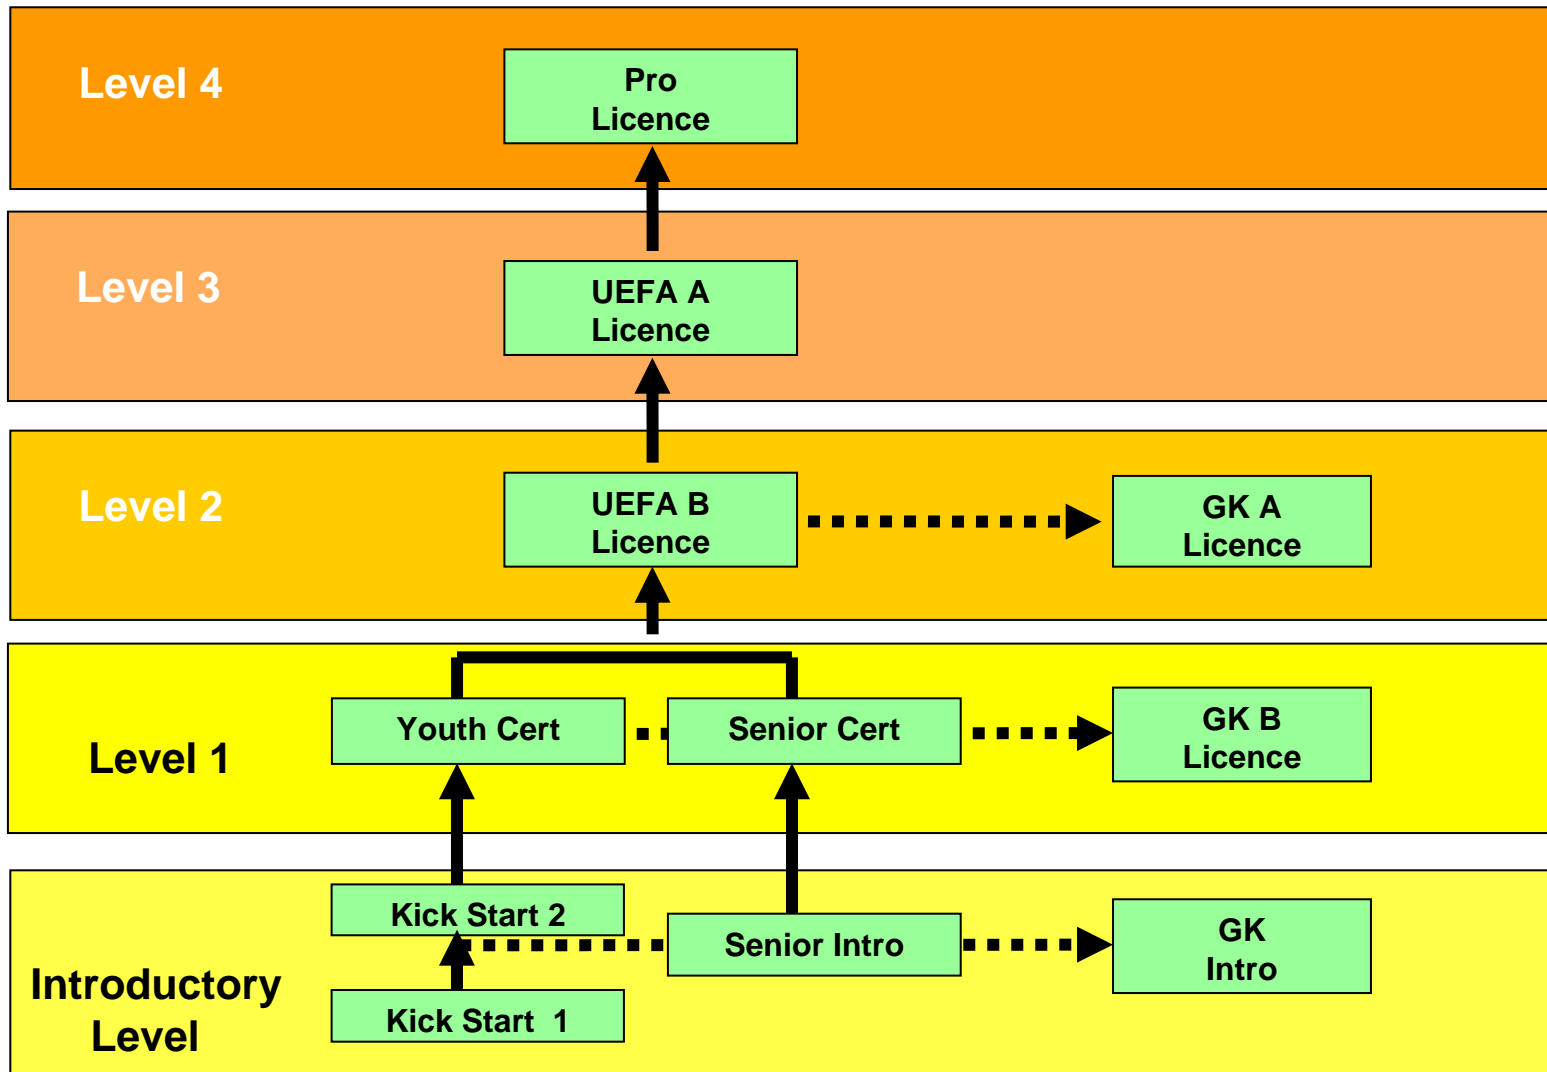 Level 4
Pro
Licence
Level 3
UEFA A
Licence
Level 2
UEFA B
Licence
GK A
Licence
Level 1
Youth Cert
Senior Cert
GK B
Licence
Introductory
Level
Kick Start 2
Kick Start 1
Senior Intro
GK
Intro